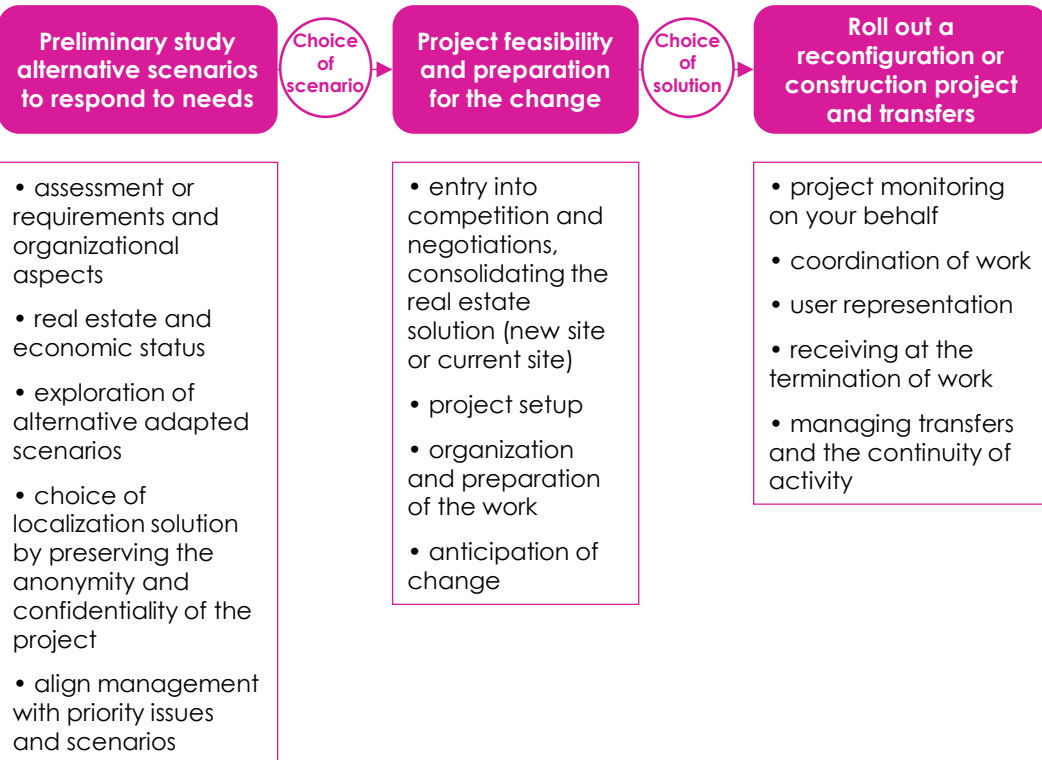 Preliminary study
alternative scenarios
to respond to needs
Choice
of
scenario
Project feasibility
and preparation
for the change
Choice
of
solution
Roll out a
reconfiguration or
construction project
and transfers
• assessment or
requirements and
organizational
aspects
• real estate and
economic status
• exploration of
alternative adapted
scenarios
• choice of
localization solution
by preserving the
anonymity and
confidentiality of the
project
• align management
with priority issues
and scenarios
• entry into
competition and
negotiations,
consolidating the
real estate
solution (new site
or current site)
• project setup
• organization
and preparation
of the work
• anticipation of
change
• project monitoring
on your behalf
• coordination of work
• user representation
• receiving at the
termination of work
• managing transfers
and the continuity of
activity